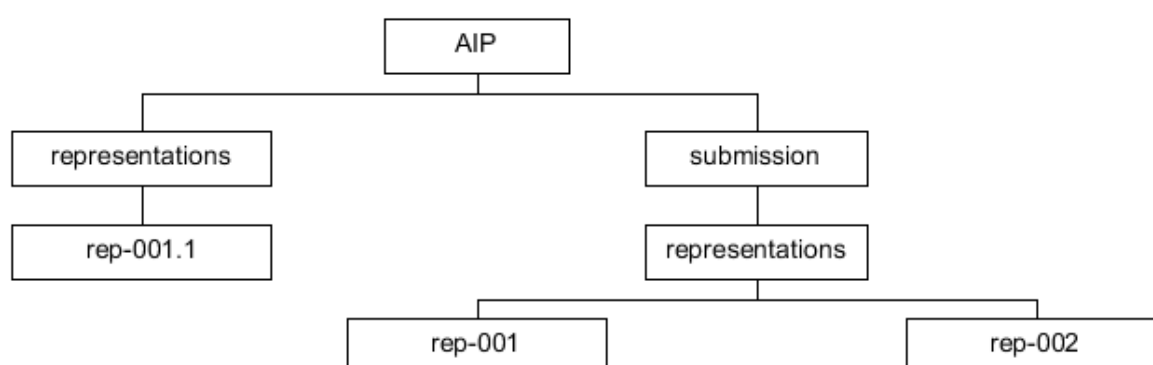 AIP
representations
submission
rep-001.1
representations
rep-001
rep-002